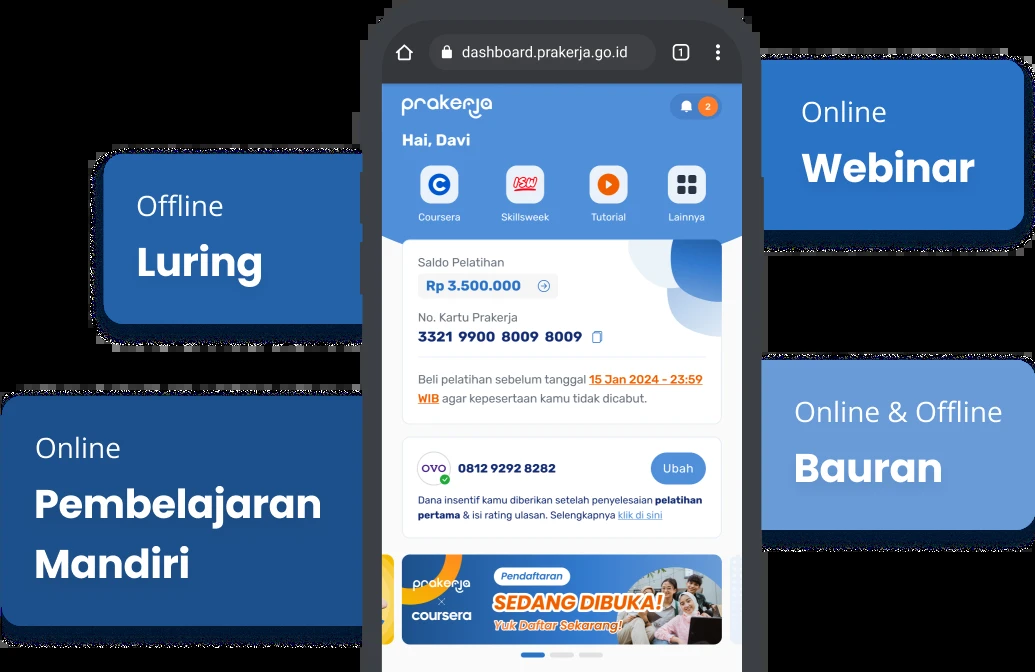 dashboard.prakerja.go.id
1
prakerja
2
Hai, Davi
Coursera
Skillsweek
Tutorial
Lainnya
Saldo Pelatihan
Rp 3.500.000
No. Kartu Prakerja
3321 9900 8009 8009
Beli pelatihan sebelum tanggal 15 Jan 2024 - 23:59
WIB agar kepesertaan kamu tidak dicabut.
OVO 0812 9292 8282
Ubah
Dana insentif kamu diberikan setelah penyelesaian pelatihan
pertama & isi rating ulasan. Selengkapnya klik di sini
prakerja
×
coursera
Pendaftaran
SEDANG DIBUKA!
Yuk Daftar Sekarang!
Offline
Luring
Online
Pembelajaran
Mandiri
Online
Webinar
Online & Offline
Bauran